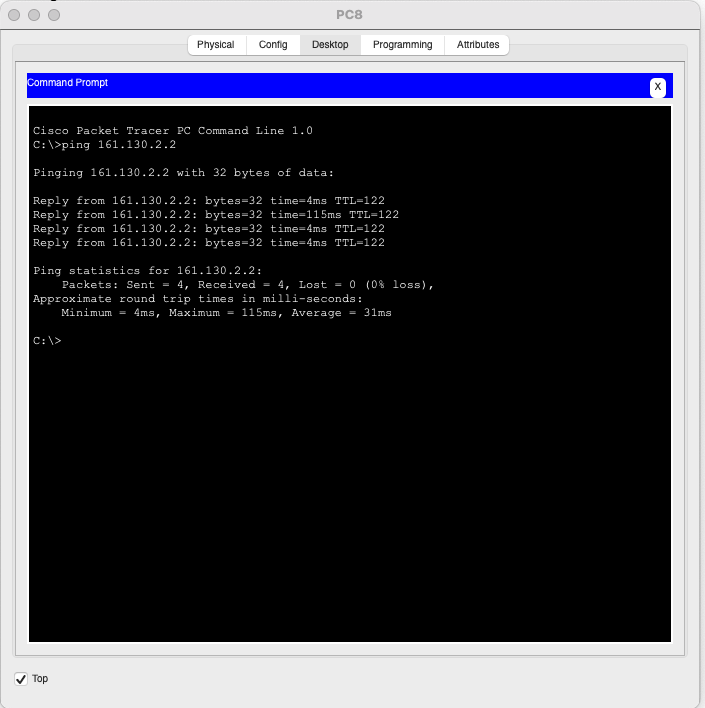 PC8
Physical Config Desktop Programming Attributes
Command Prompt
X
Cisco Packet Tracer PC Command Line 1.0
C:\>ping 161.130.2.2
Pinging 161.130.2.2 with 32 bytes of data:
Reply from 161.130.2.2: bytes=32 time=4ms TTL=122
Reply from 161.130.2.2: bytes=32 time=115ms TTL=122
Reply from 161.130.2.2: bytes=32 time=4ms TTL=122
Reply from 161.130.2.2: bytes=32 time=4ms TTL=122
Ping statistics for 161.130.2.2:
Packets: Sent = 4, Received = 4, Lost = 0 (0% loss),
Approximate round trip times in milli-seconds:
Minimum = 4ms, Maximum = 115ms, Average = 31ms
C:\>
Top